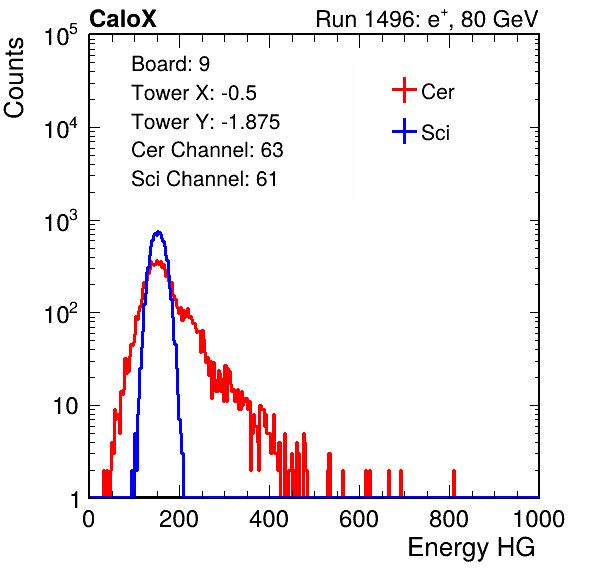 CaloX Run 1496: e⁺, 80 GeV
Counts
Board: 9
Tower X: -0.5
Tower Y: -1.875
Cer Channel: 63
Sci Channel: 61
Cer
Sci
10⁵
10⁴
10³
10²
10
1
0 200 400 600 800 1000
Energy HG